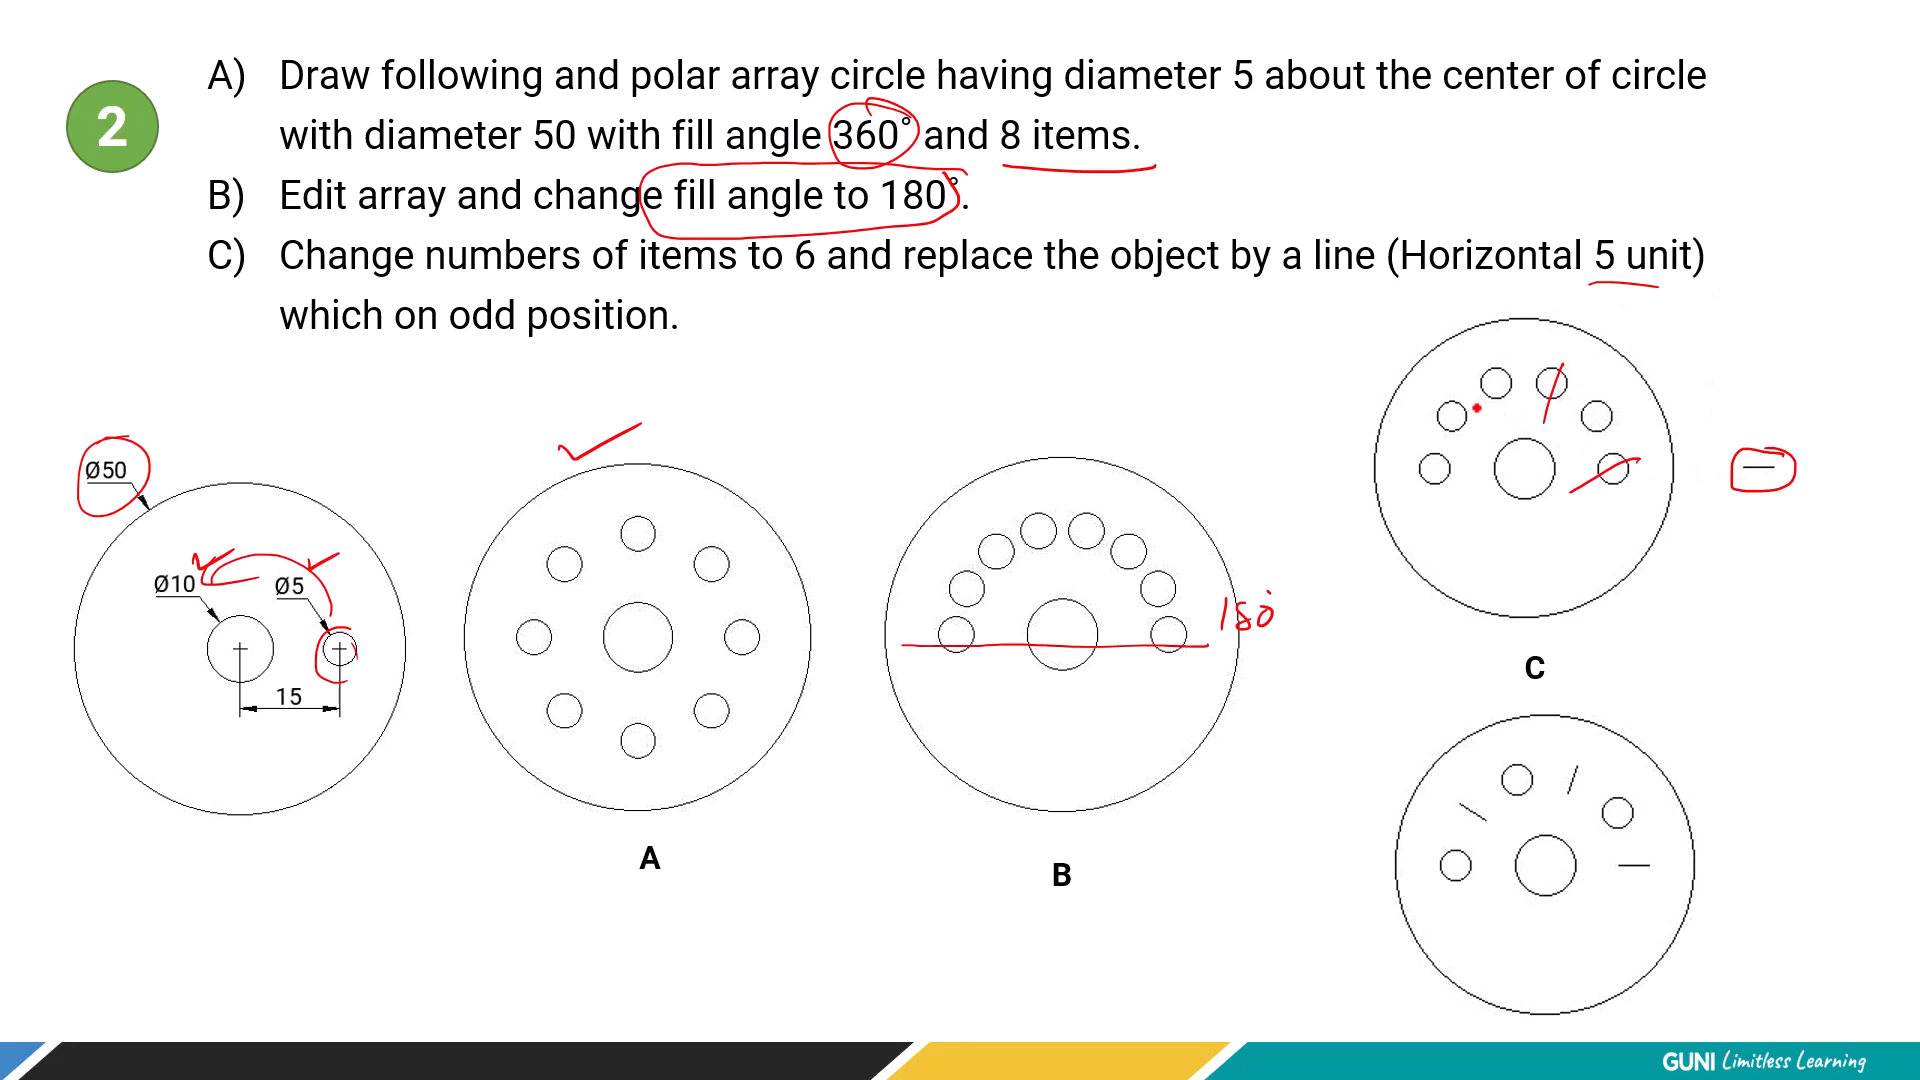 2
A) Draw following and polar array circle having diameter 5 about the center of circle
with diameter 50 with fill angle 360° and 8 items.
B) Edit array and change fill angle to 180°.
C) Change numbers of items to 6 and replace the object by a line (Horizontal 5 unit)
which on odd position.
Ø50
Ø10
Ø5
15
180°
A
B
C
GUNI Limitless Learning